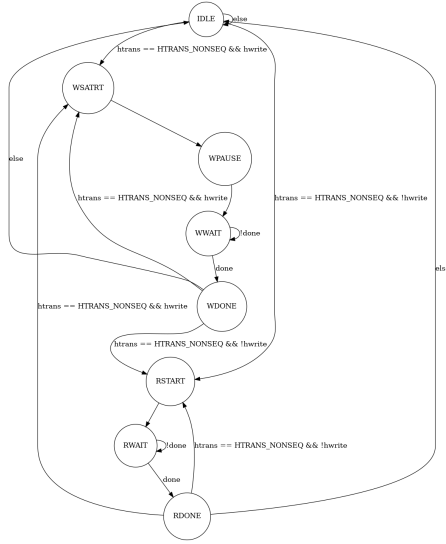 IDLE
else
htrans == HTRANS_NONSEQ && hwrite
WSATRT
WPAUSE
else
htrans == HTRANS_NONSEQ && hwrite
htrans == HTRANS_NONSEQ && !hwrite
WWAIT
!done
done
els
WDONE
htrans == HTRANS_NONSEQ && hwrite
htrans == HTRANS_NONSEQ && !hwrite
RSTART
RWAIT
!done
htrans == HTRANS_NONSEQ && !hwrite
done
RDONE